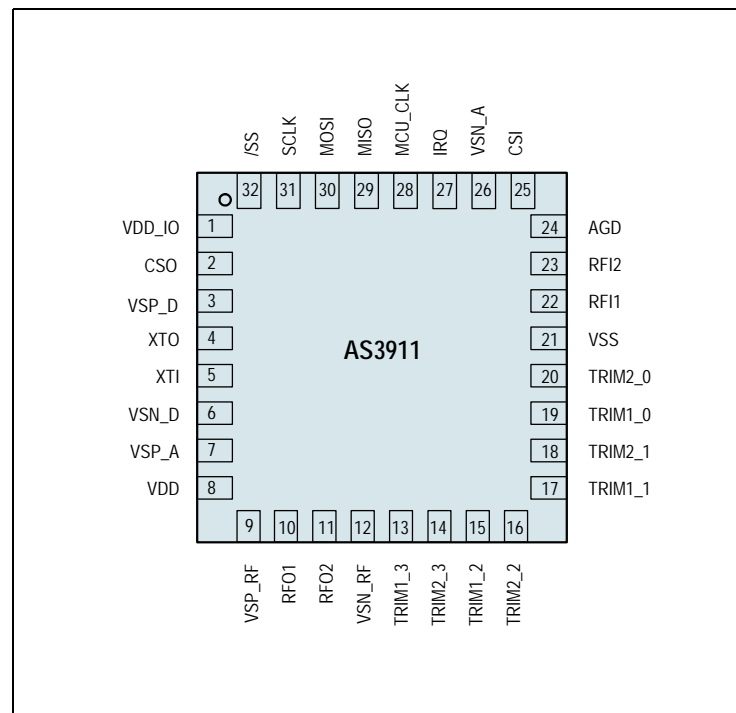 /SS
SCLK
MOSI
MISO
MCU_CLK
IRQ
VSN_A
CSI
32
31
30
29
28
27
26
25
VDD_IO 1
CSO 2
VSP_D 3
XTO 4
XTI 5
VSN_D 6
VSP_A 7
VDD 8
AS3911
24 AGD
23 RFI2
22 RFI1
21 VSS
20 TRIM2_0
19 TRIM1_0
18 TRIM2_1
17 TRIM1_1
9
10
11
12
13
14
15
16
VSP_RF
RFO1
RFO2
VSN_RF
TRIM1_3
TRIM2_3
TRIM1_2
TRIM2_2